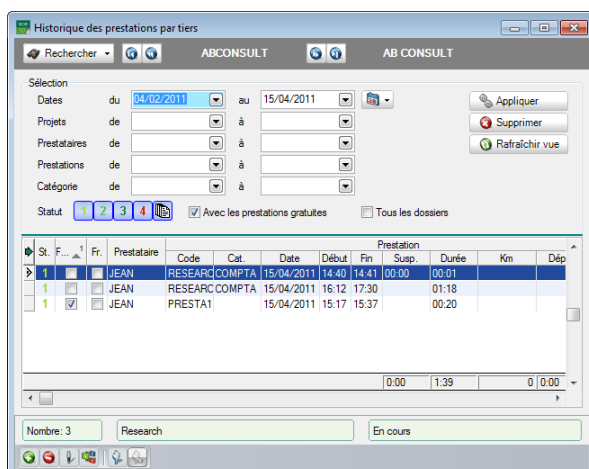 Historique des prestations par tiers
Rechercher ABCONSULT AB CONSULT
Sélection
Dates du 04/02/2011 au 15/04/2011 Appliquer
Projets de à Supprimer
Prestataires de à Rafraîchir vue
Prestations de à
Catégorie de à
Statut 1 2 3 4 Avec les prestations gratuites Tous les dossiers
Prestation
St. F... 1 Fr. Prestataire Code Cat. Date Début Fin Susp. Durée Km Dép
1 JEAN RESEARC COMPTA 15/04/2011 14:40 14:41 00:00 00:01
1 JEAN RESEARC COMPTA 15/04/2011 16:12 17:30 01:18
1 JEAN PRESTA1 15/04/2011 15:17 15:37 00:20
0:00 1:39 0 0:00
Nombre: 3 Research En cours